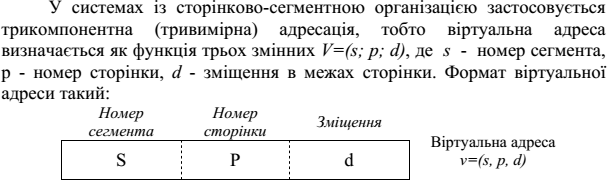 У системах із сторінково-сегментною організацією застосовується
трикомпонентна (тривимірна) адресація, тобто віртуальна адреса
визначається як функція трьох змінних V=(s; p; d), де s - номер сегмента,
р - номер сторінки, d - зміщення в межах сторінки. Формат віртуальної
адреси такий:
Номер сегмента
Номер сторінки
Зміщення
S P d
Віртуальна адреса
v=(s, p, d)